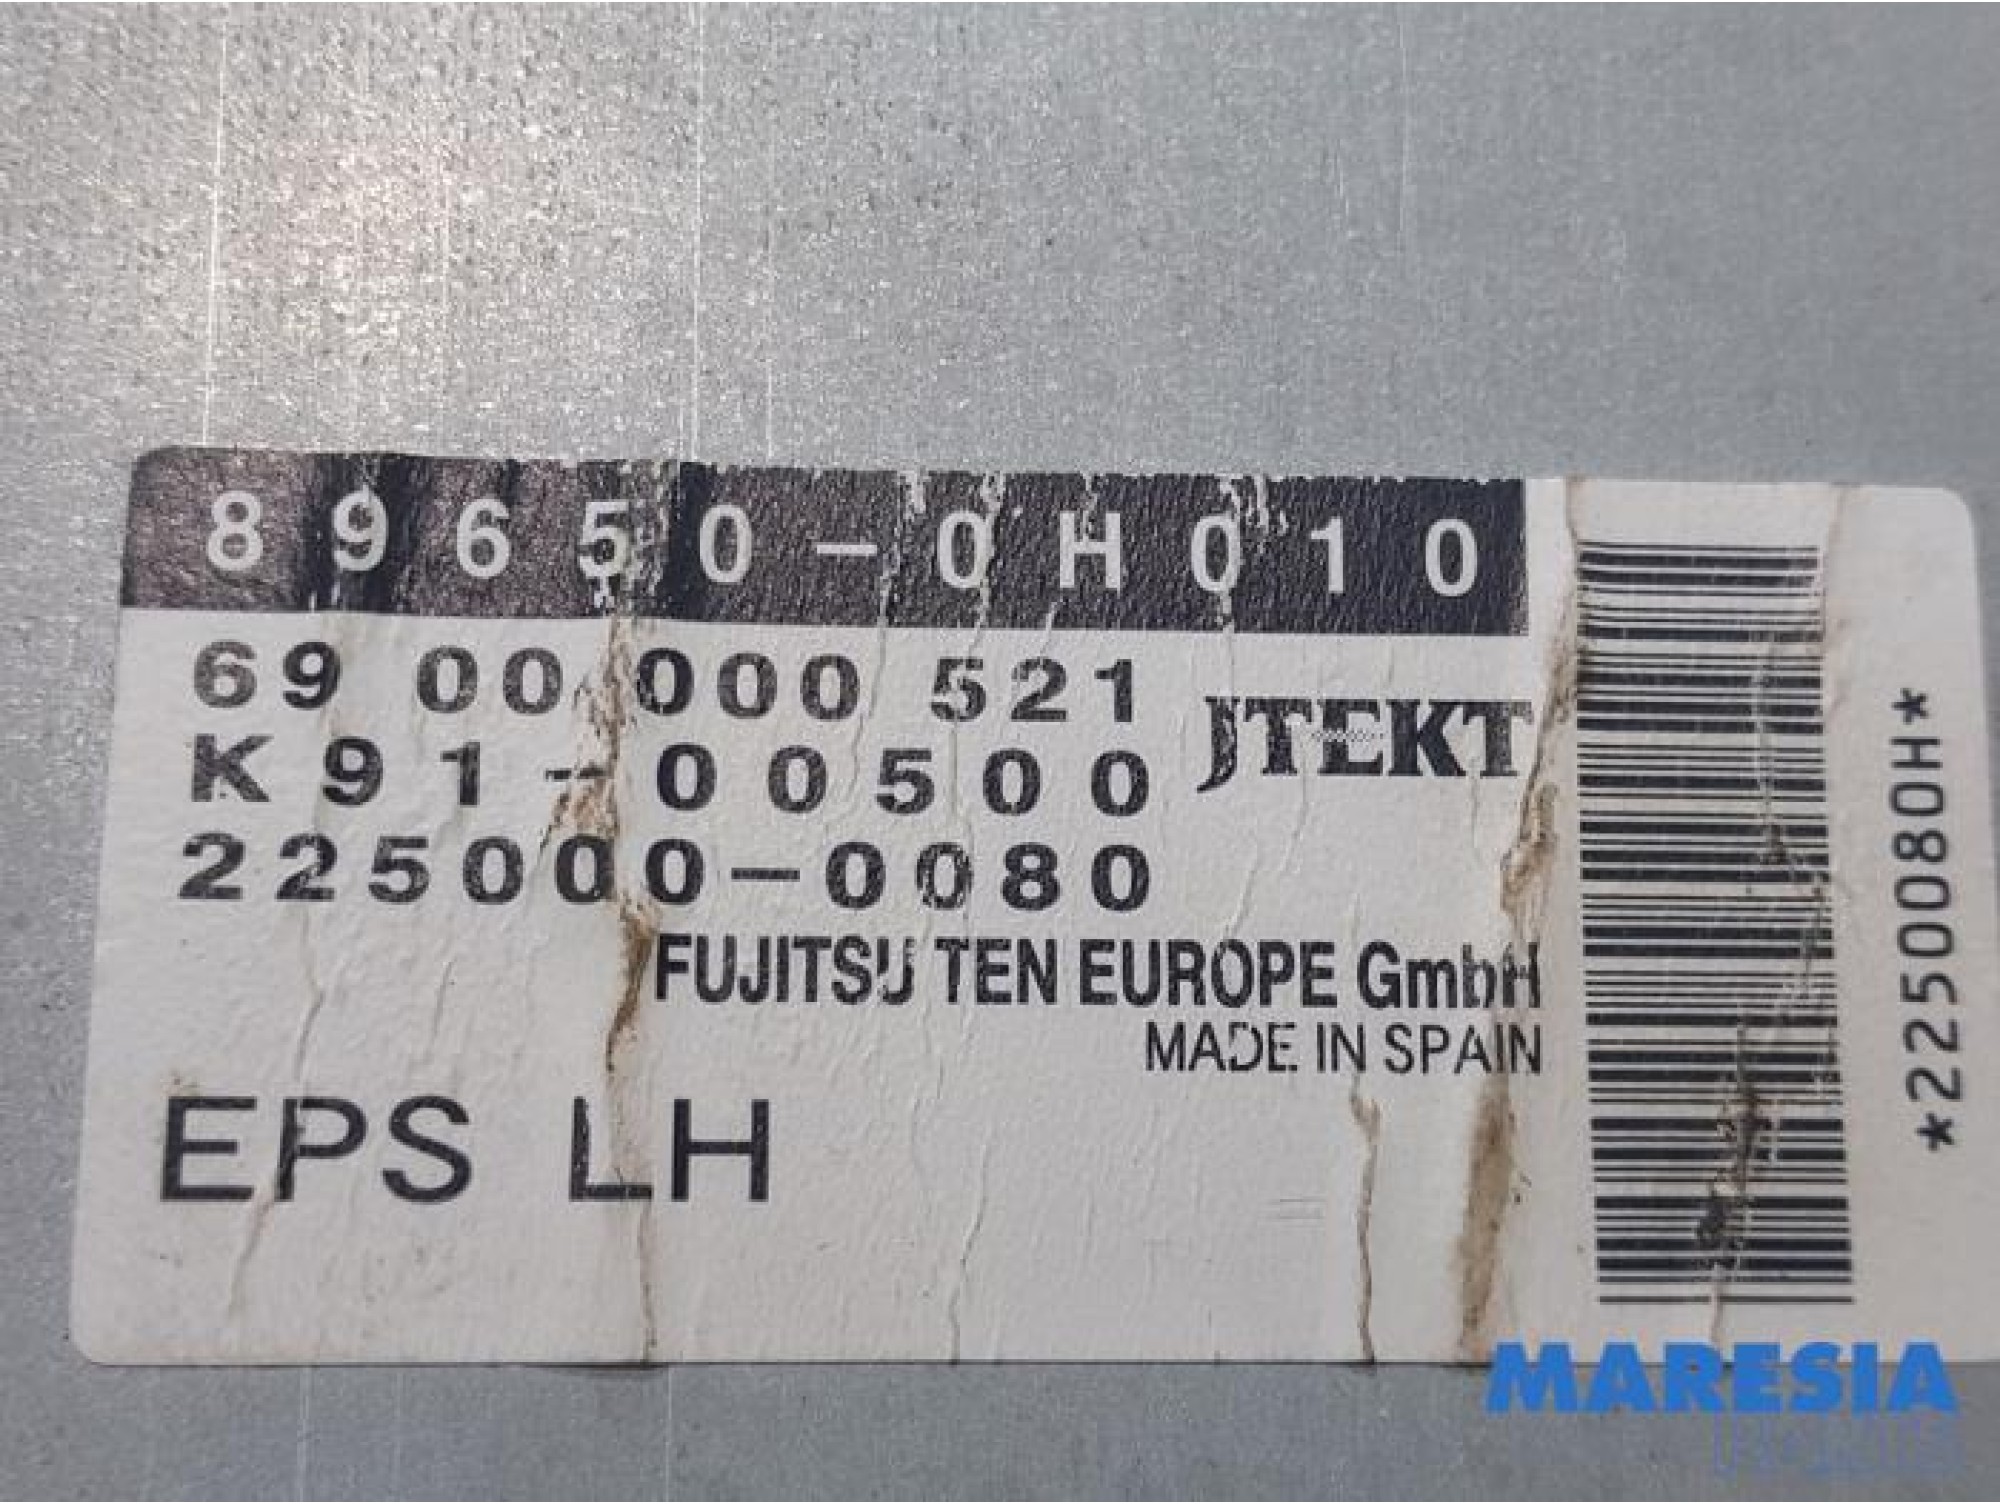 89650-0H010
69 00 000 521
K91-00500
JTEKT
225000-0080
FUJITSU TEN EUROPE GmbH
MADE IN SPAIN
EPS LH
*2250080H*
MARESIA